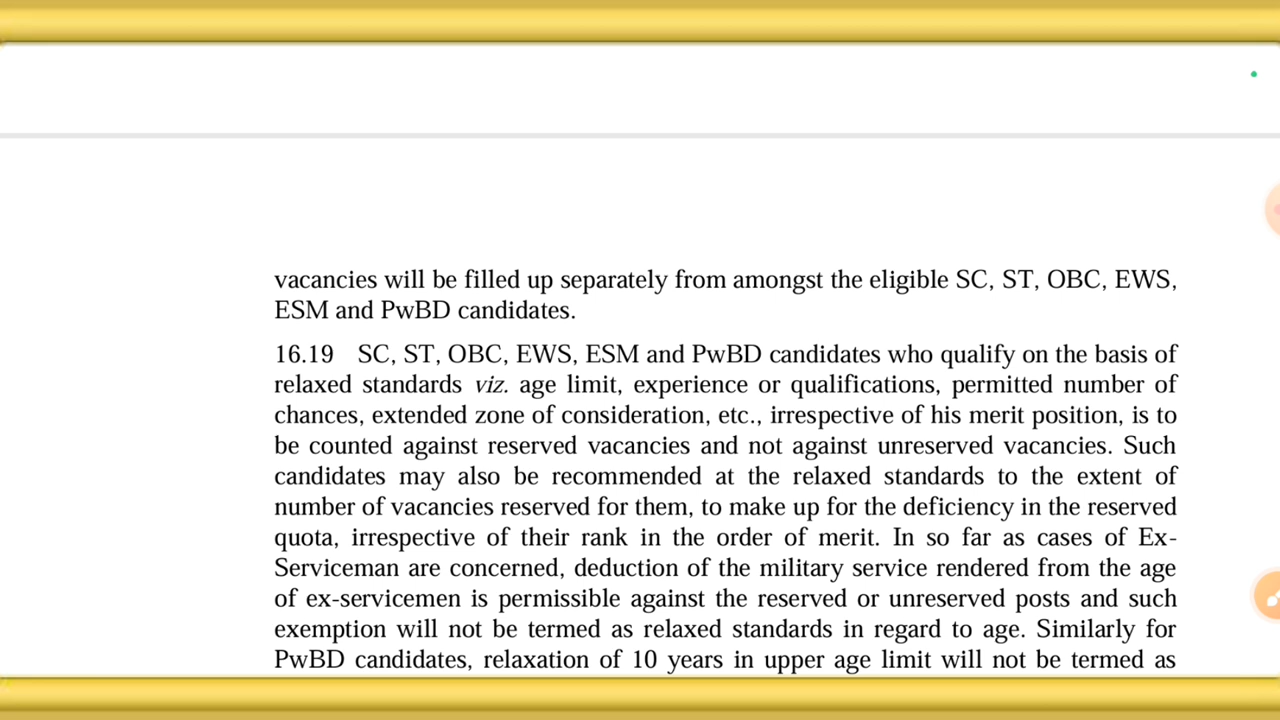 vacancies will be filled up separately from amongst the eligible SC, ST, OBC, EWS,
ESM and PwBD candidates.
16.19 SC, ST, OBC, EWS, ESM and PwBD candidates who qualify on the basis of
relaxed standards viz. age limit, experience or qualifications, permitted number of
chances, extended zone of consideration, etc., irrespective of his merit position, is to
be counted against reserved vacancies and not against unreserved vacancies. Such
candidates may also be recommended at the relaxed standards to the extent of
number of vacancies reserved for them, to make up for the deficiency in the reserved
quota, irrespective of their rank in the order of merit. In so far as cases of Ex-
Serviceman are concerned, deduction of the military service rendered from the age
of ex-servicemen is permissible against the reserved or unreserved posts and such
exemption will not be termed as relaxed standards in regard to age. Similarly for
PwBD candidates, relaxation of 10 years in upper age limit will not be termed as